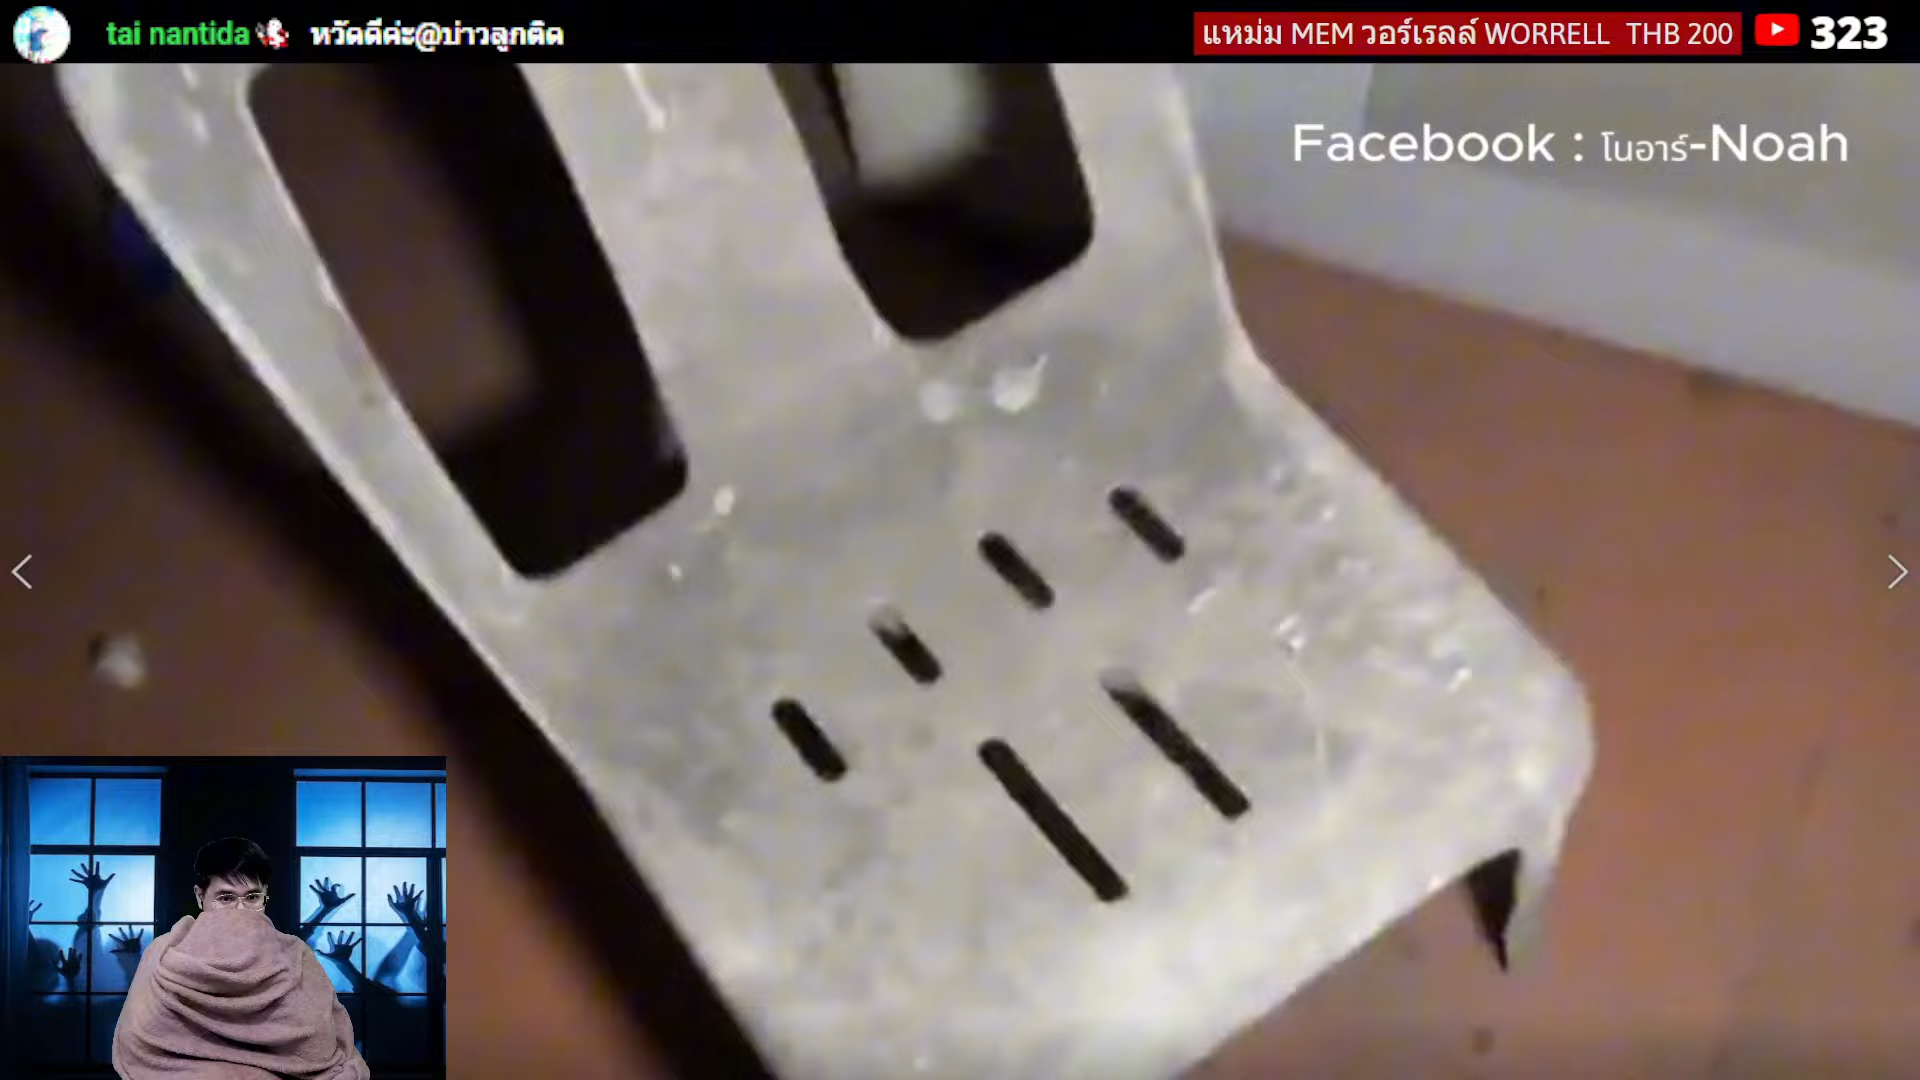 tai nantida หวัดดีค่ะ@บ่าวลูกติด
แหม่ม MEM วอร์เรลล์ WORRELL THB 200
323
Facebook : โนอาร์-Noah